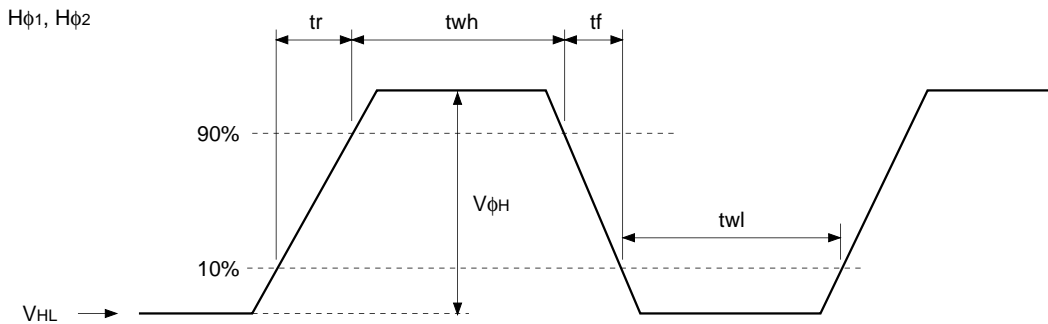 Hϕ1, Hϕ2
tr twh tf
90%
VϕH
twl
10%
VHL